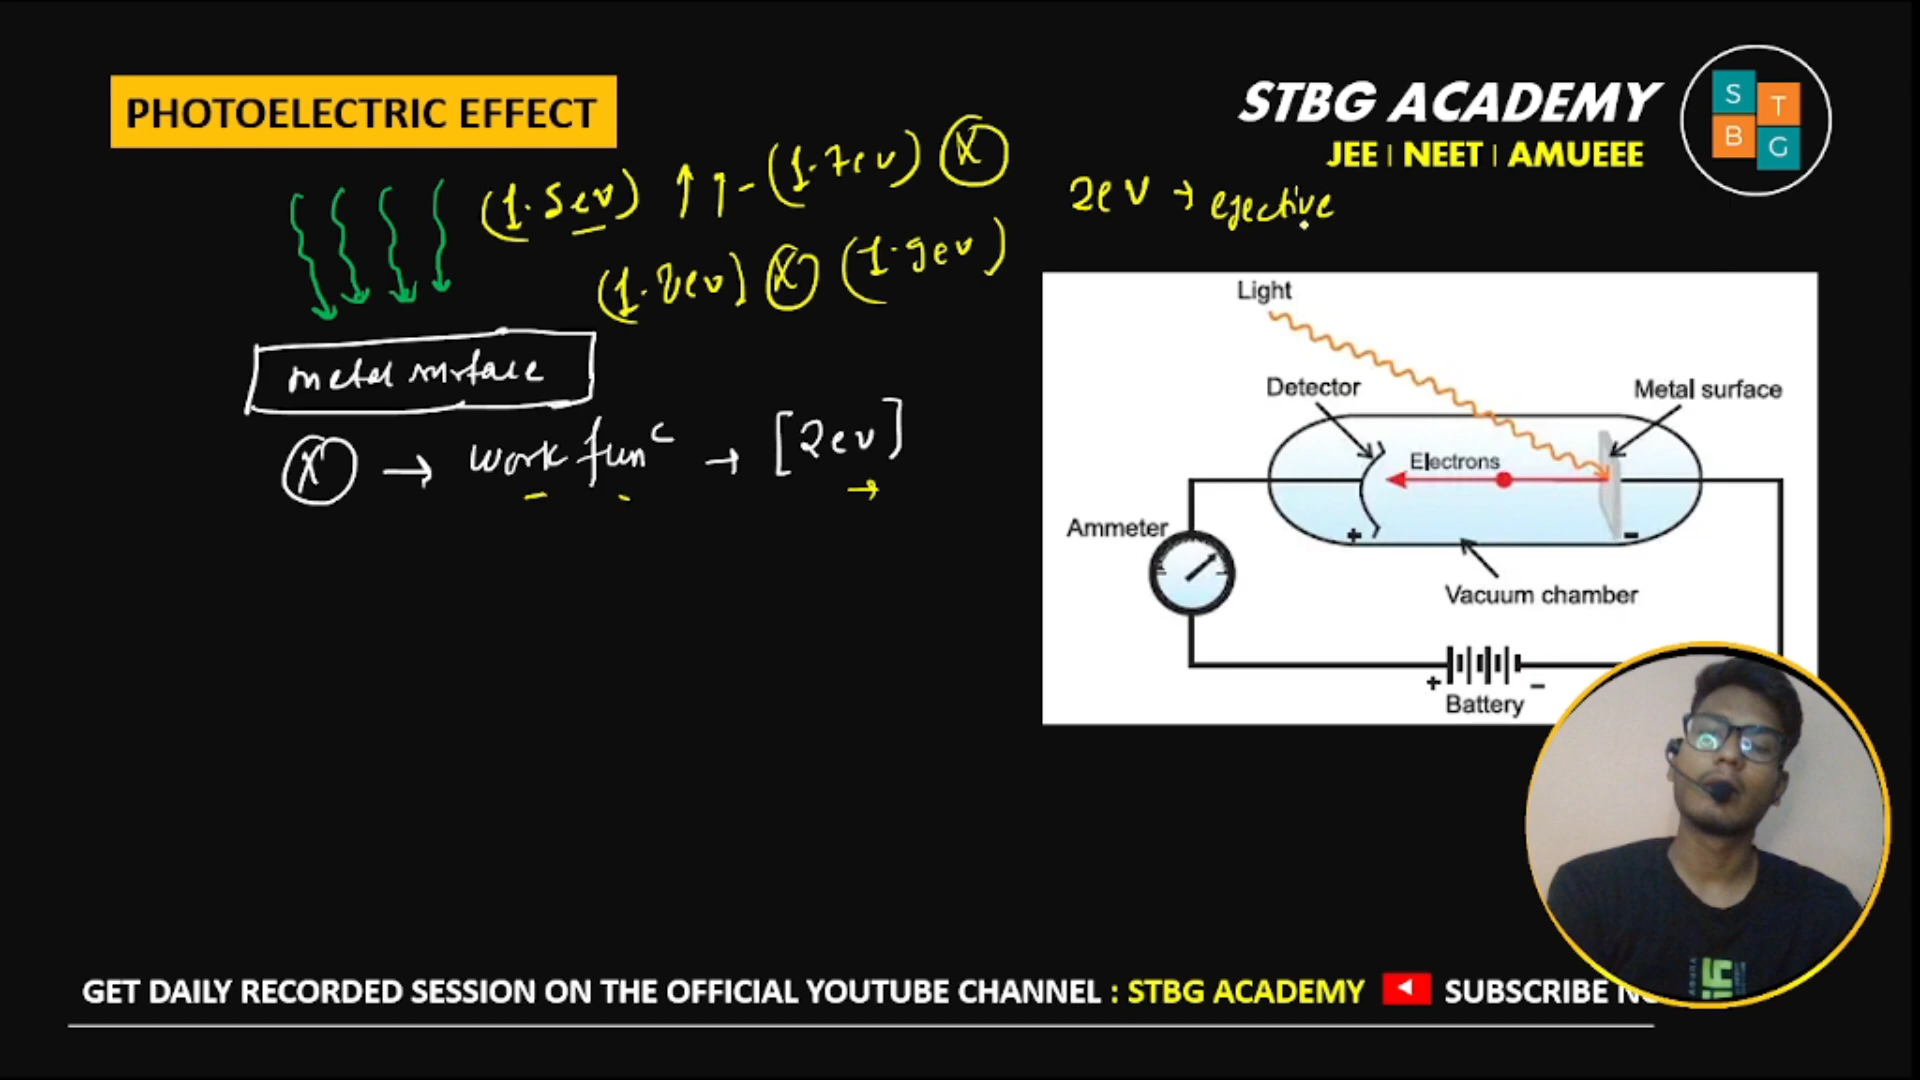 PHOTOELECTRIC EFFECT
STBG ACADEMY
JEE | NEET | AMUEEE
S T
B G
(1.5ev) ↑↑ - (1.7ev) X
2ev → ejective
(1.8ev) X (1.9ev)
metal surface
X → work func → [2ev]
→
Light
Detector
Metal surface
Electrons
+ -
Ammeter
Vacuum chamber
+ -
Battery
GET DAILY RECORDED SESSION ON THE OFFICIAL YOUTUBE CHANNEL : STBG ACADEMY SUBSCRIBE